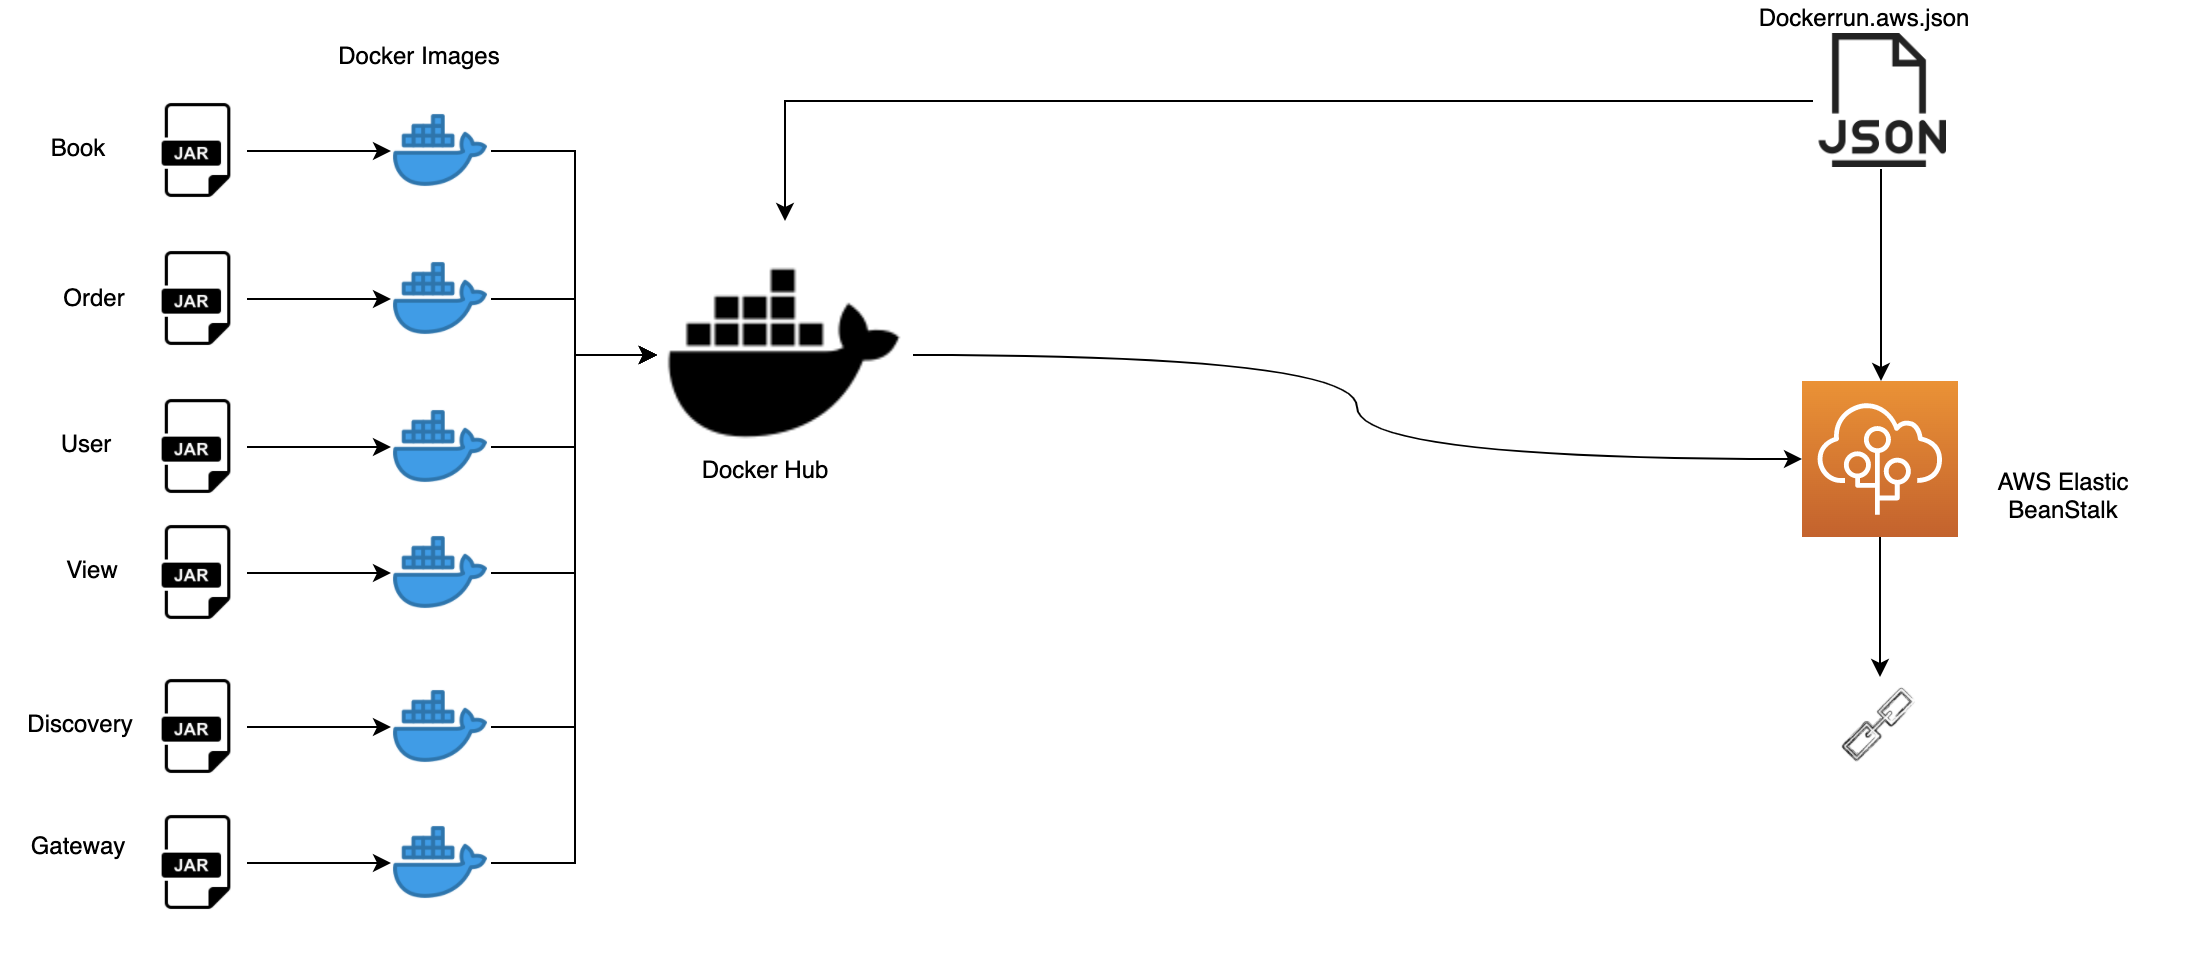 Dockerrun.aws.json
Docker Images
JSON
Book
JAR
Order
JAR
User
JAR
Docker Hub
AWS Elastic
BeanStalk
View
JAR
Discovery
JAR
Gateway
JAR